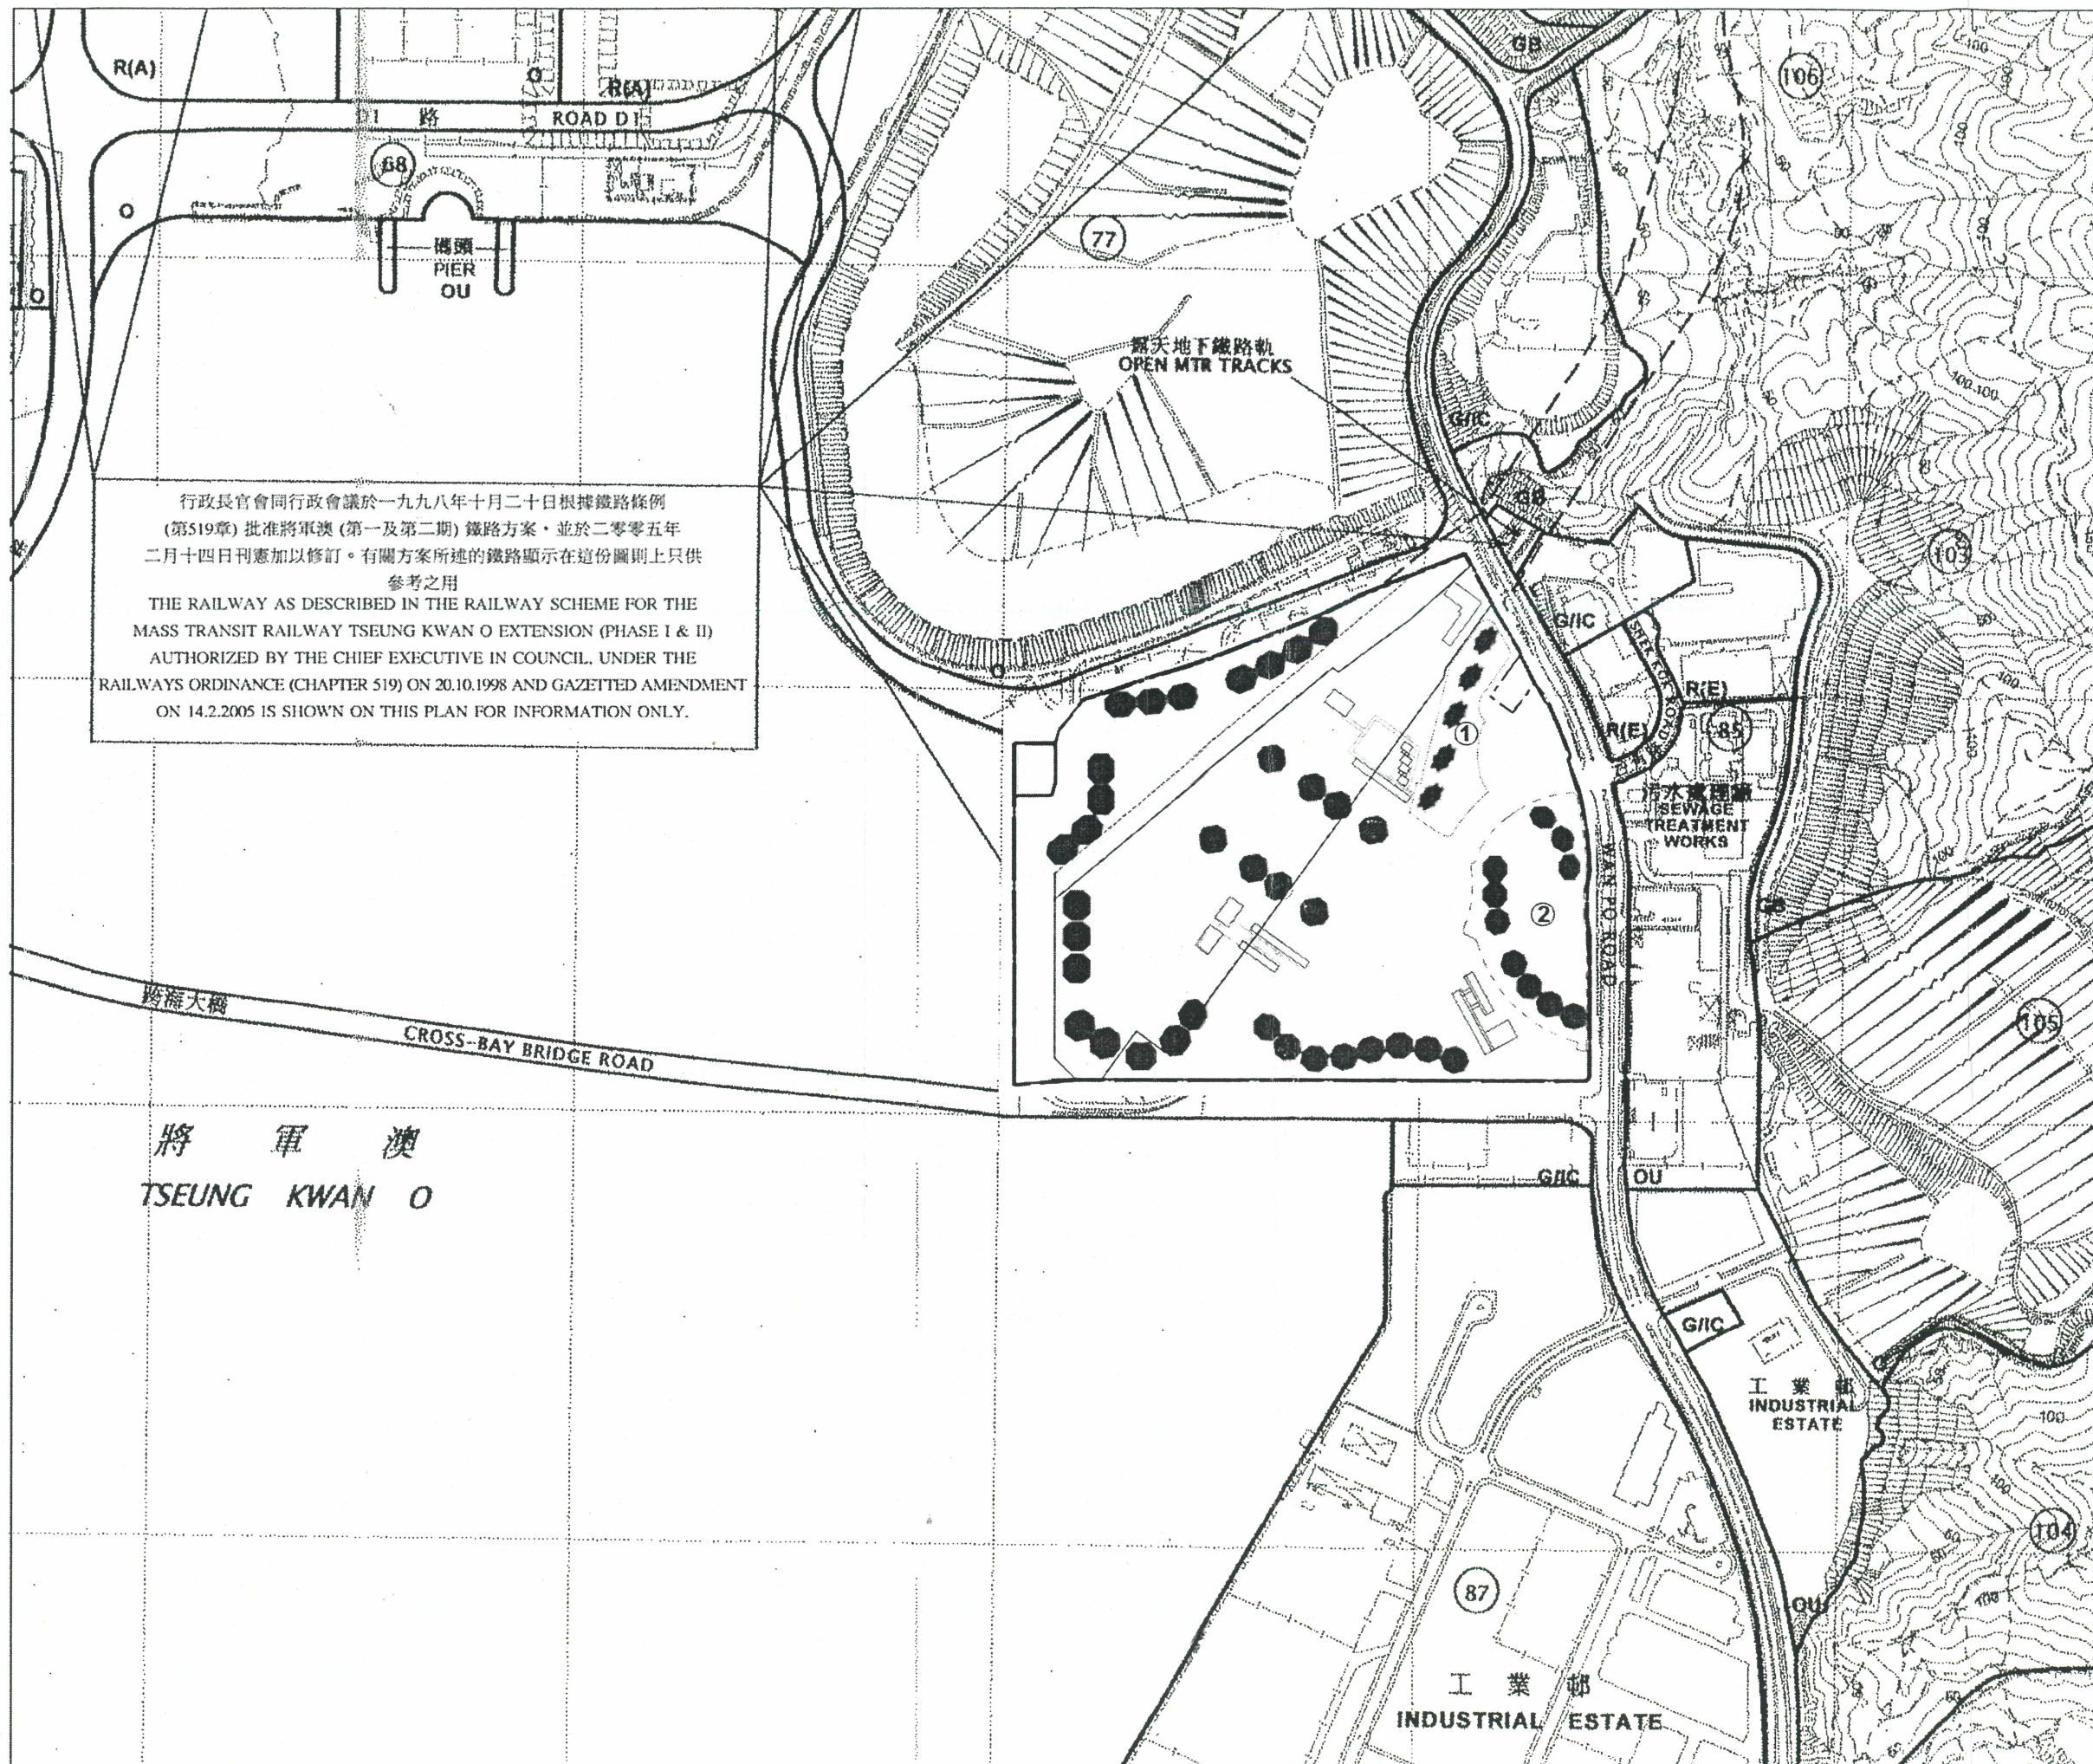 R(A)
O
R(A)
GB
106
D1 路 ROAD D1
68
O
碼頭
PIER
OU
O
77
露天地下鐵路軌
OPEN MTR TRACKS
G/IC
GB
行政長官會同行政會議於一九九八年十月二十日根據鐵路條例
(第519章) 批准將軍澳 (第一及第二期) 鐵路方案，並於二零零五年
二月十四日刊憲加以修訂。有關方案所述的鐵路顯示在這份圖則上只供
參考之用
THE RAILWAY AS DESCRIBED IN THE RAILWAY SCHEME FOR THE
MASS TRANSIT RAILWAY TSEUNG KWAN O EXTENSION (PHASE I & II)
AUTHORIZED BY THE CHIEF EXECUTIVE IN COUNCIL, UNDER THE
RAILWAYS ORDINANCE (CHAPTER 519) ON 20.10.1998 AND GAZETTED AMENDMENT
ON 14.2.2005 IS SHOWN ON THIS PLAN FOR INFORMATION ONLY.
103
G/IC
SHEK KOK ROAD
O
R(E)
R(E)
85
①
污水處理廠
SEWAGE
TREATMENT
WORKS
WAN PO ROAD
②
GB
105
跨海大橋
CROSS-BAY BRIDGE ROAD
將軍澳
TSEUNG KWAN O
G/IC
OU
G/IC
工業邨
INDUSTRIAL
ESTATE
100
104
87
OU
工業邨
INDUSTRIAL ESTATE